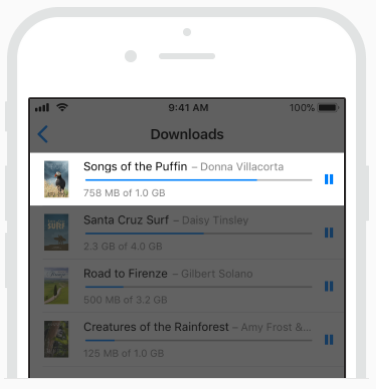 9:41 AM 100%
Downloads
Songs of the Puffin – Donna Villacorta
758 MB of 1.0 GB
Santa Cruz Surf – Daisy Tinsley
2.3 GB of 4.0 GB
Road to Firenze – Gilbert Solano
500 MB of 3.2 GB
Creatures of the Rainforest – Amy Frost &...
125 MB of 1.0 GB